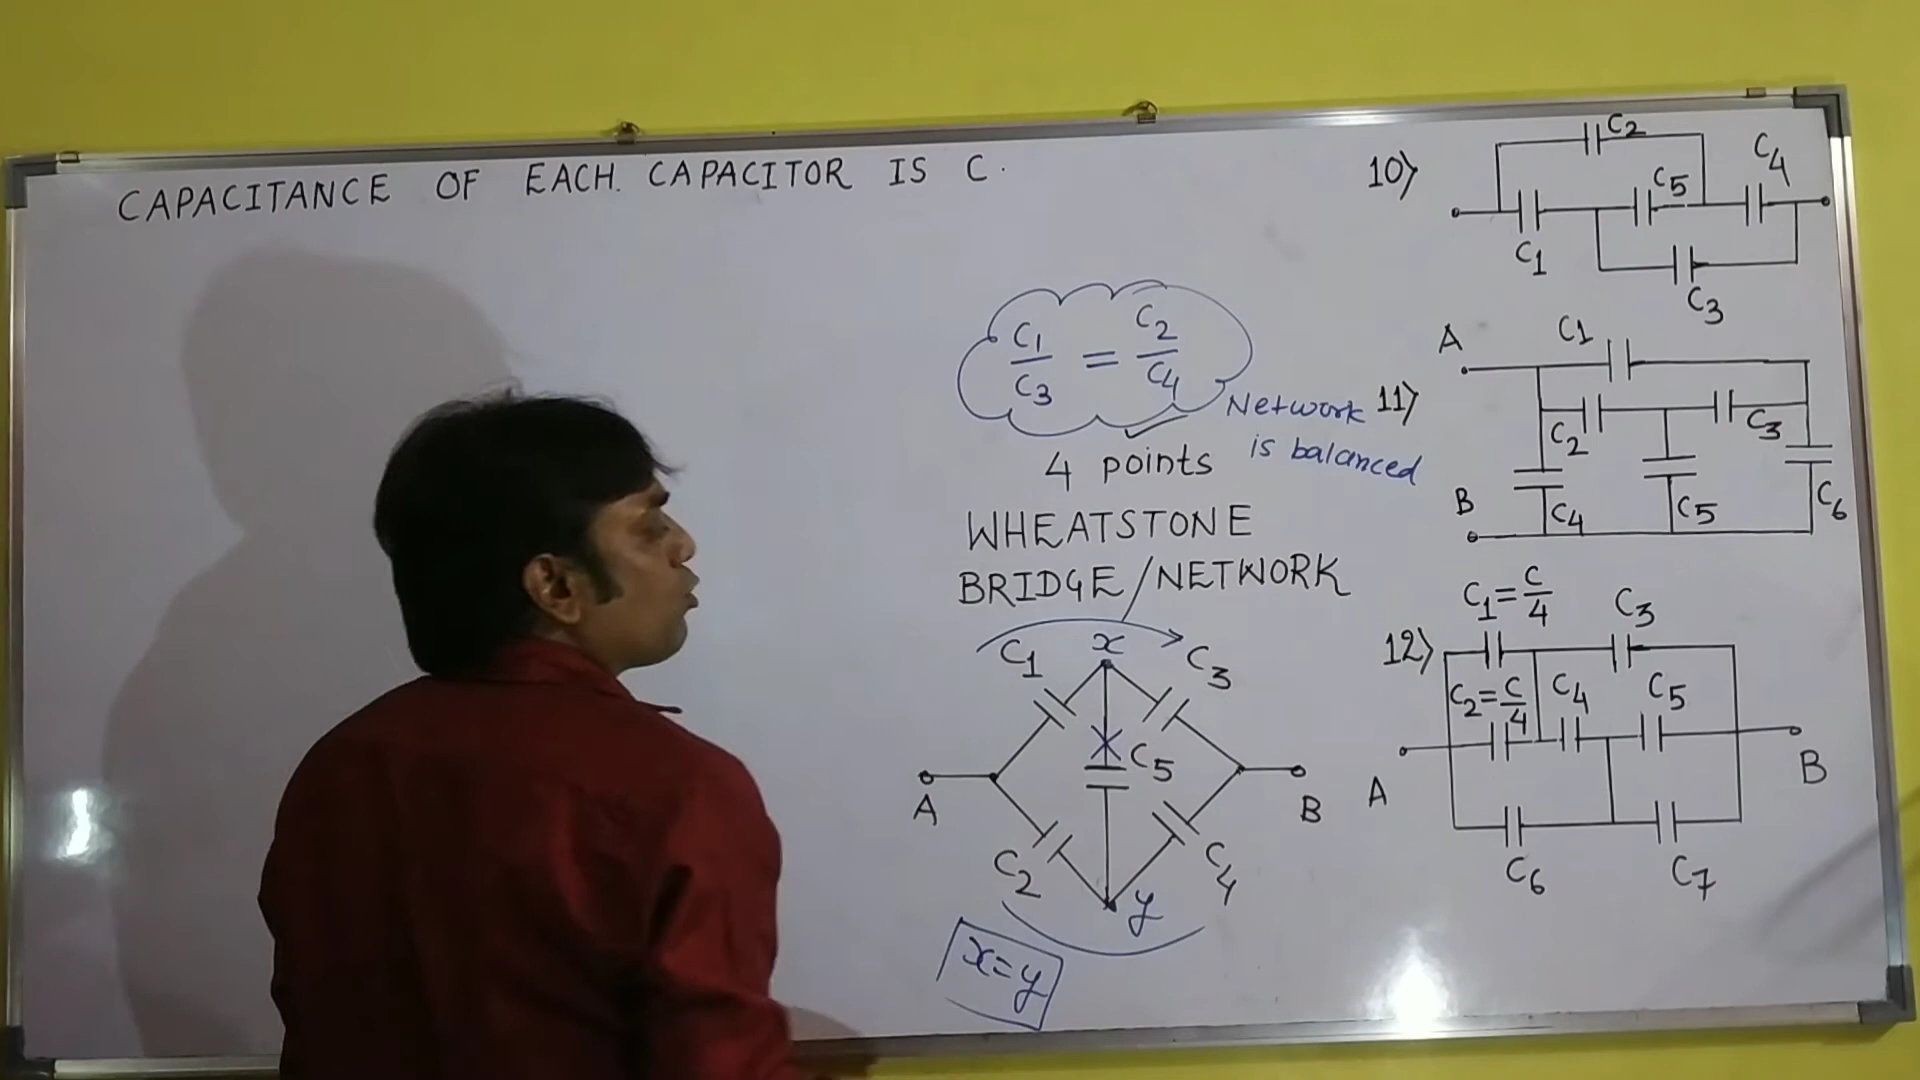 CAPACITANCE OF EACH. CAPACITOR IS C.
C1/C3 = C2/C4
Network
is balanced
4 points
WHEATSTONE
BRIDGE/NETWORK
x
C1
C3
C5
A
B
C2
C4
y
x=y
10)
C2
C5
C4
C1
C3
11)
A
C1
C2
C3
B
C4
C5
C6
12)
C1=C/4
C3
C2=C/4
C4
C5
A
B
C6
C7